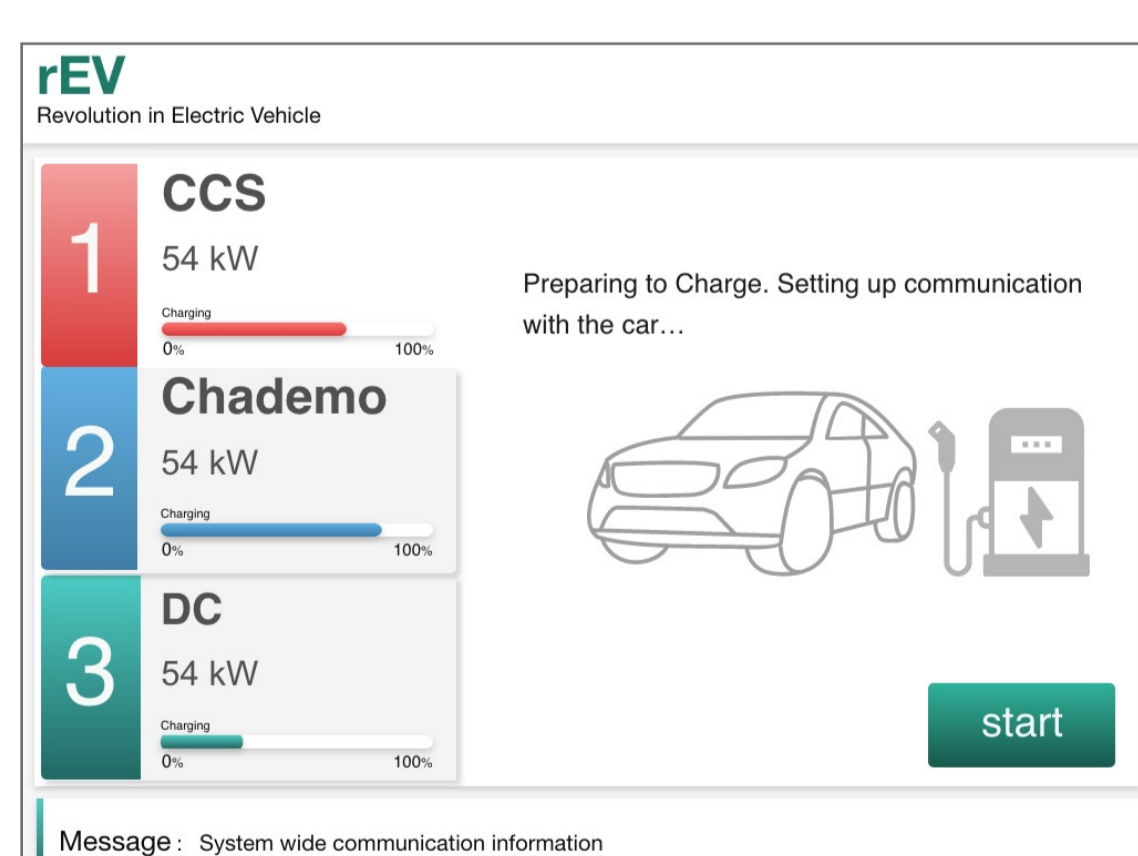 rEV
Revolution in Electric Vehicle
1
CCS
54 kW
Charging
0% 100%
2
Chademo
54 kW
Charging
0% 100%
3
DC
54 kW
Charging
0% 100%
Preparing to Charge. Setting up communication
with the car...
start
Message : System wide communication information